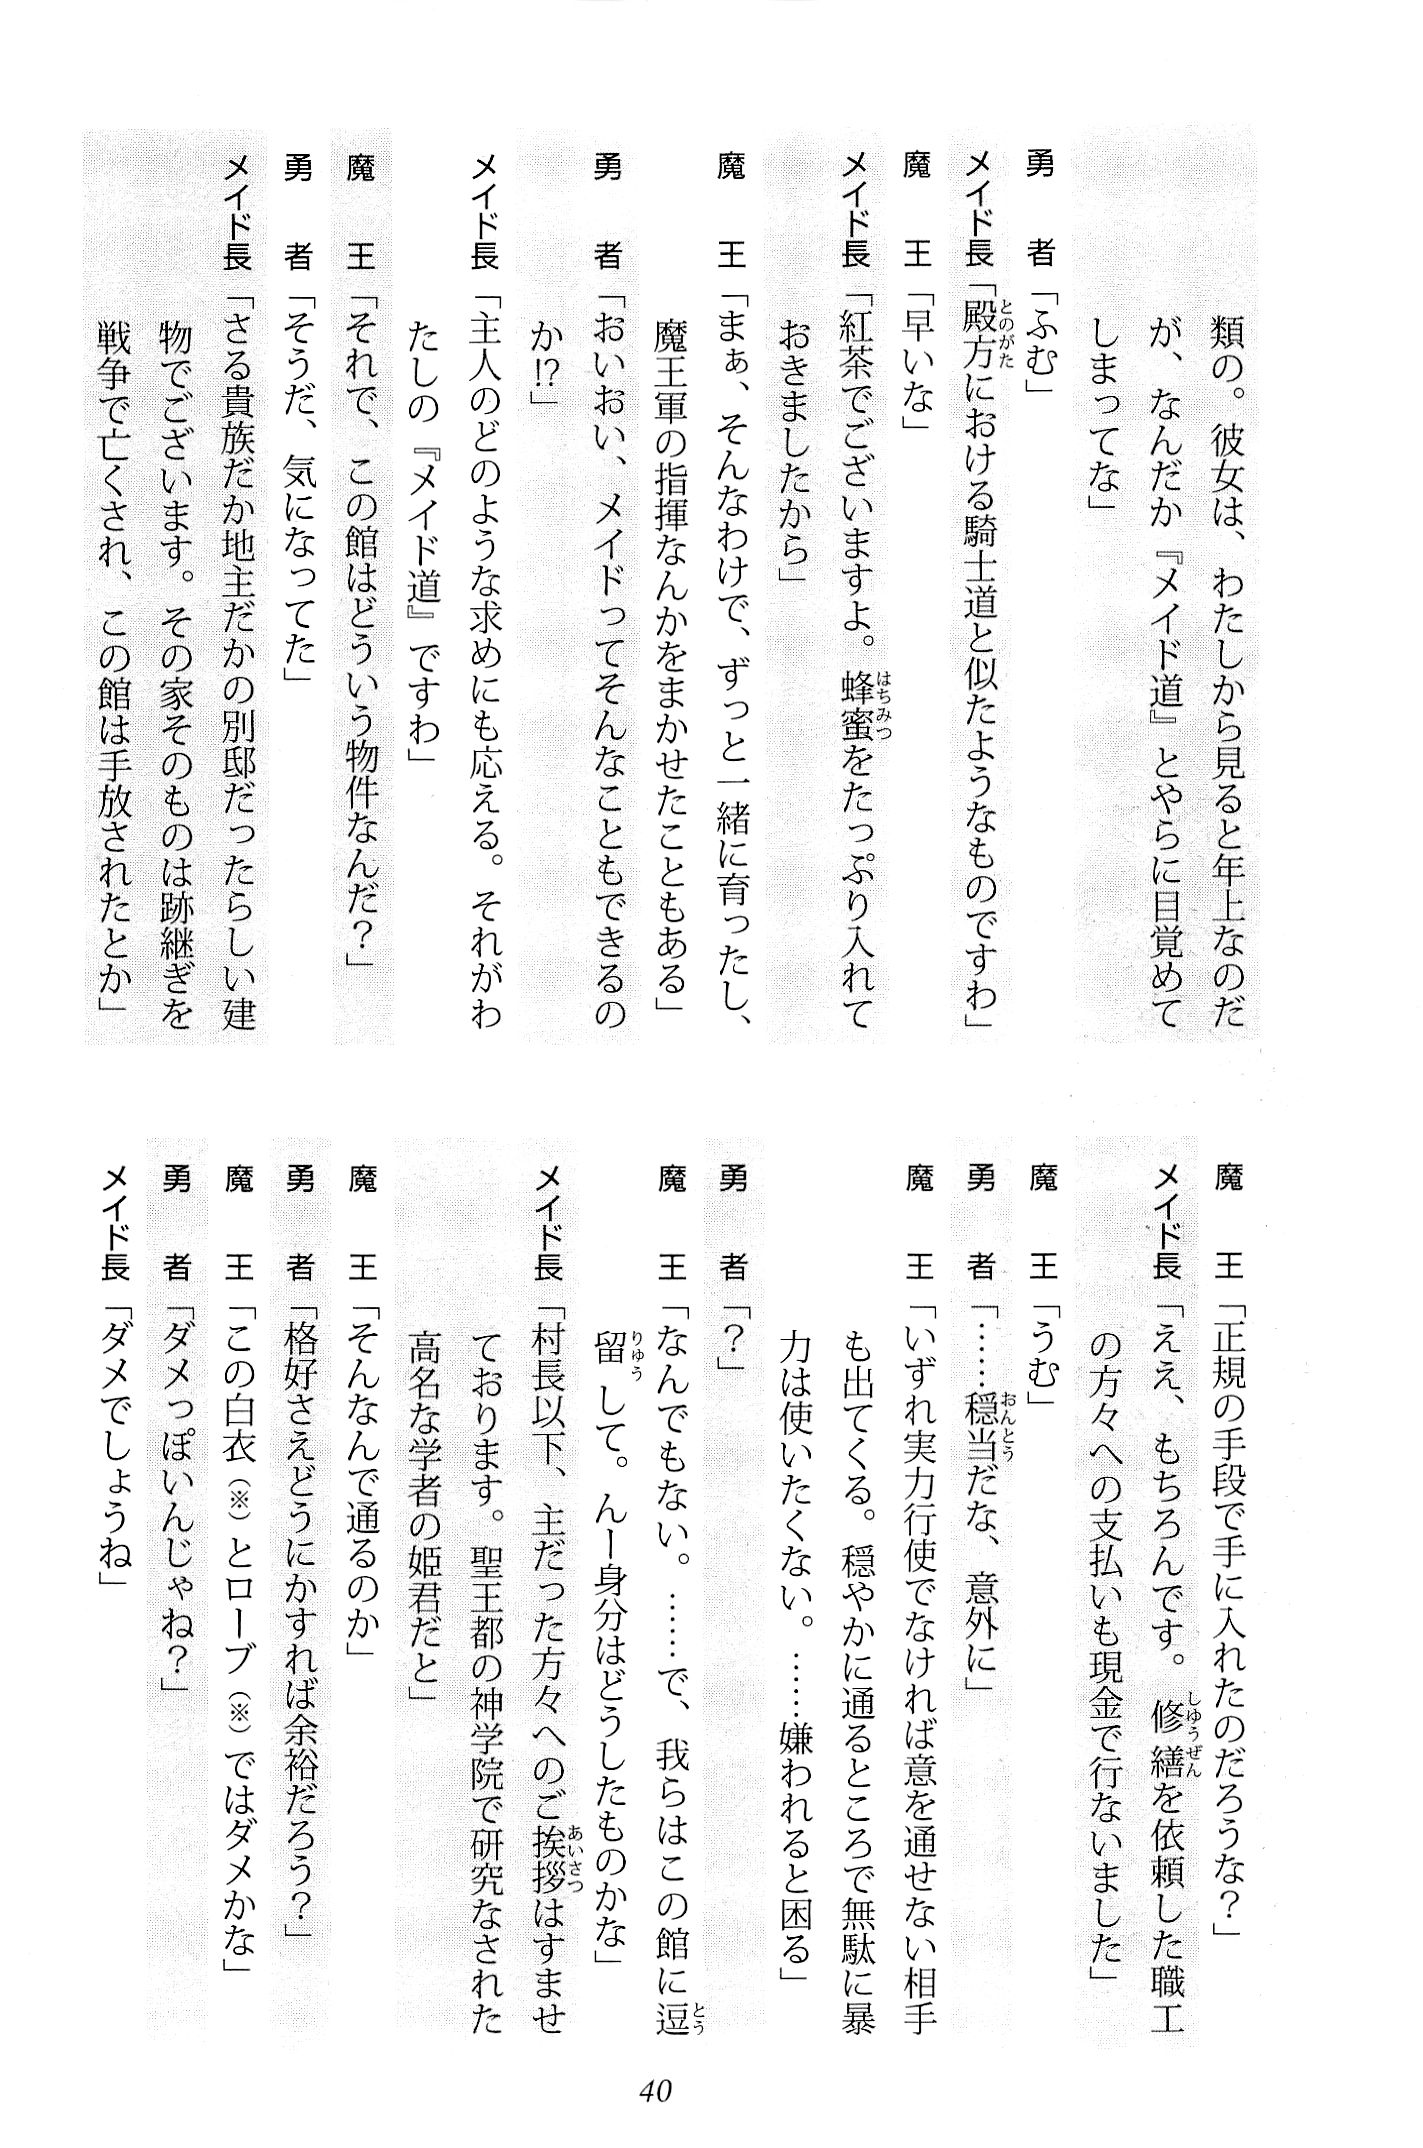 類の。彼女は、わたしから見ると年上なのだ
が、なんだか『メイド道』とやらに目覚めて
しまってな」
勇者「ふむ」
メイド長「殿方における騎士道と似たようなものですわ」
魔王「早いな」
メイド長「紅茶でございますよ。蜂蜜をたっぷり入れて
おきましたから」
魔王「まぁ、そんなわけで、ずっと一緒に育ったし、
魔王軍の指揮なんかをまかせたこともある」
勇者「おいおい、メイドってそんなこともできるの
か!?」
メイド長「主人のどのような求めにも応える。それがわ
たしの『メイド道』ですわ」
魔王「それで、この館はどういう物件なんだ？」
勇者「そうだ、気になってた」
メイド長「さる貴族だか地主だかの別邸だったらしい建
物でございます。その家そのものは跡継ぎを
戦争で亡くされ、この館は手放されたとか」
魔王「正規の手段で手に入れたのだろうな？」
メイド長「ええ、もちろんです。修繕を依頼した職工
の方々への支払いも現金で行ないました」
魔王「うむ」
勇者「……穏当だな、意外に」
魔王「いずれ実力行使でなければ意を通せない相手
も出てくる。穏やかに通るところで無駄に暴
力は使いたくない。……嫌われると困る」
勇者「？」
魔王「なんでもない。……で、我らはこの館に逗
留して。んー身分はどうしたものかな」
メイド長「村長以下、主だった方々へのご挨拶はすませ
ております。聖王都の神学院で研究なされた
高名な学者の姫君だと」
魔王「そんなんで通るのか」
勇者「格好さえどうにかすれば余裕だろう？」
魔王「この白衣（※）とローブ（※）ではダメかな」
勇者「ダメっぽいんじゃね？」
メイド長「ダメでしょうね」
40